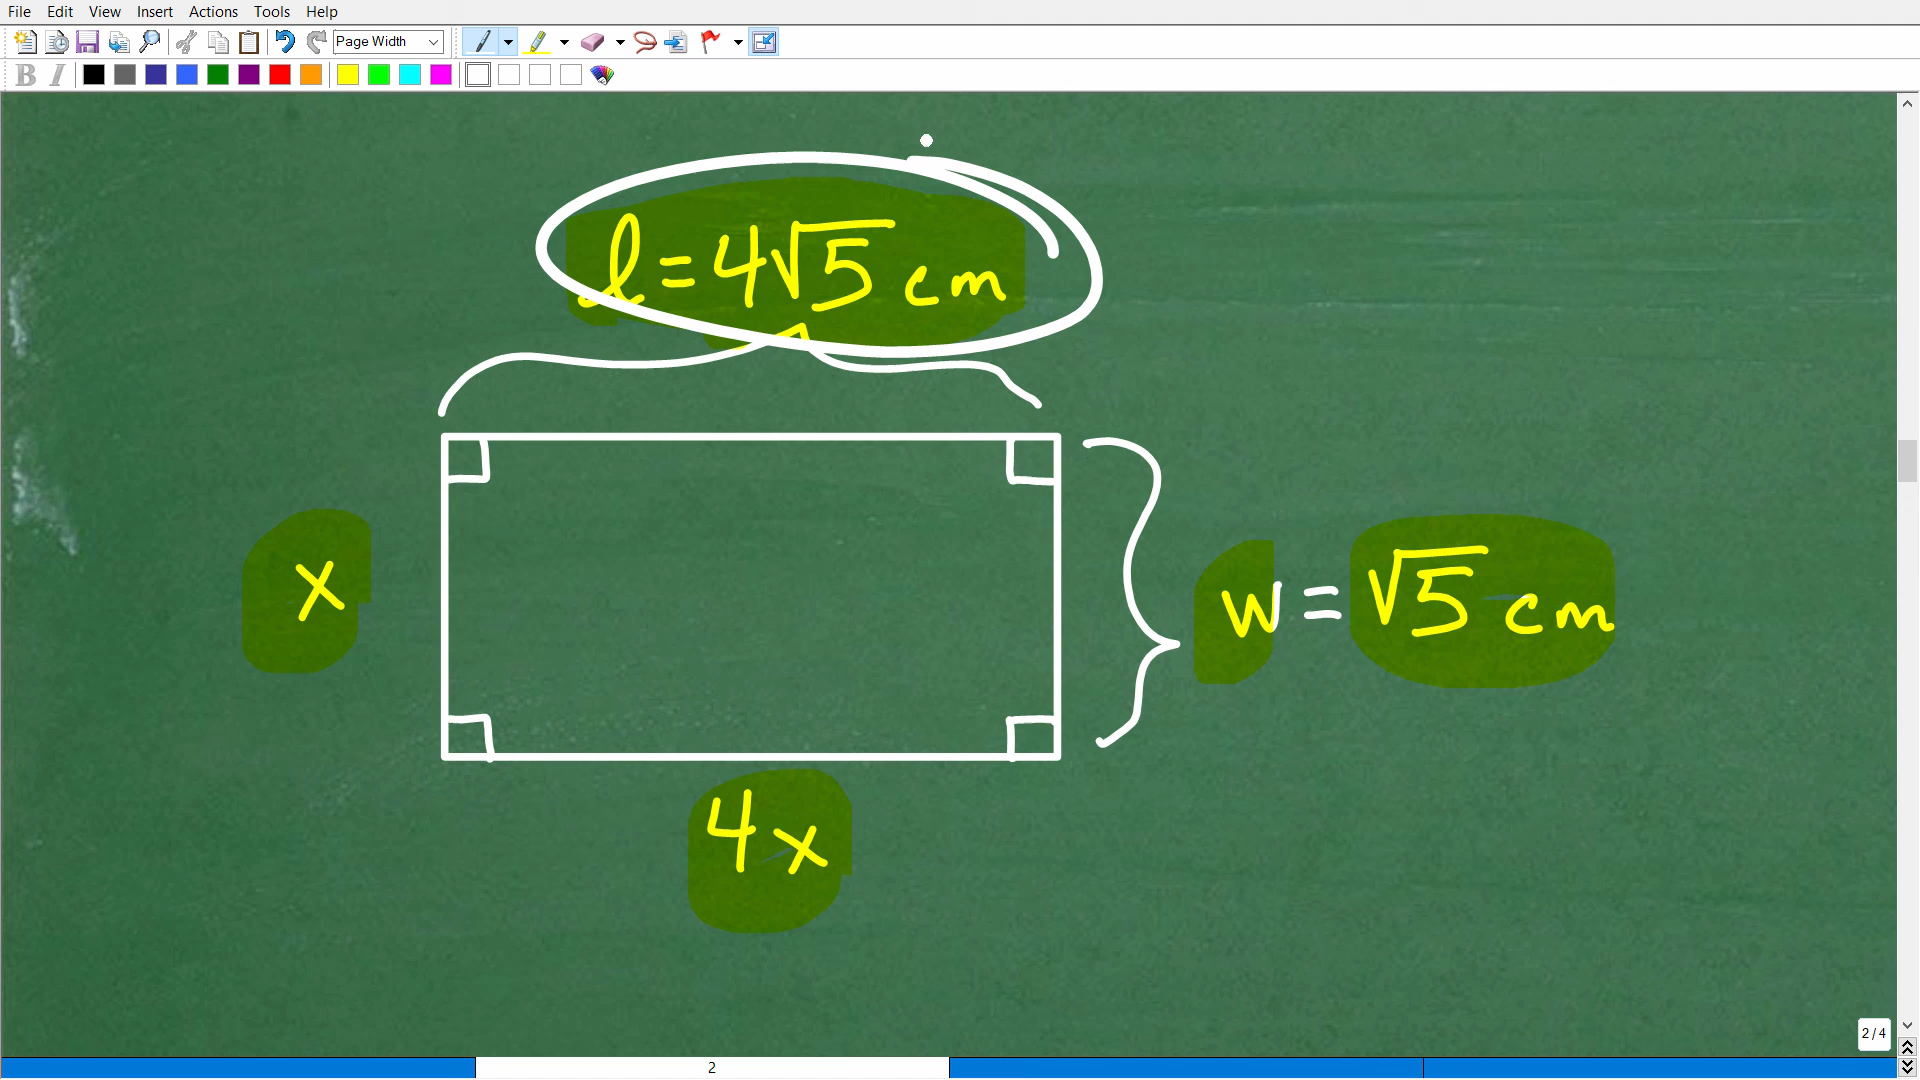 File Edit View Insert Actions Tools Help
Page Width
B I
l = 4√5 cm
x
w = √5 cm
4x
2 / 4
2